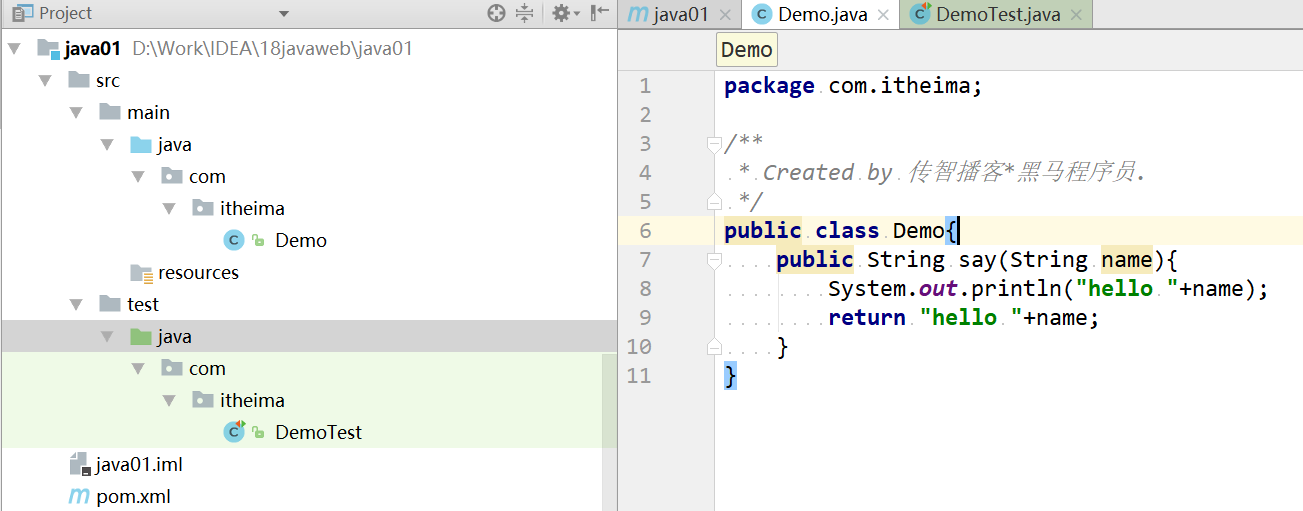 Project
java01 D:\Work\IDEA\18javaweb\java01
src
main
java
com
itheima
Demo
resources
test
java
com
itheima
DemoTest
java01.iml
pom.xml
java01 Demo.java DemoTest.java
Demo
1 package com.itheima;
2
3 /**
4  * Created by 传智播客*黑马程序员.
5  */
6 public class Demo{
7     public String say(String name){
8         System.out.println("hello "+name);
9         return "hello "+name;
10     }
11 }